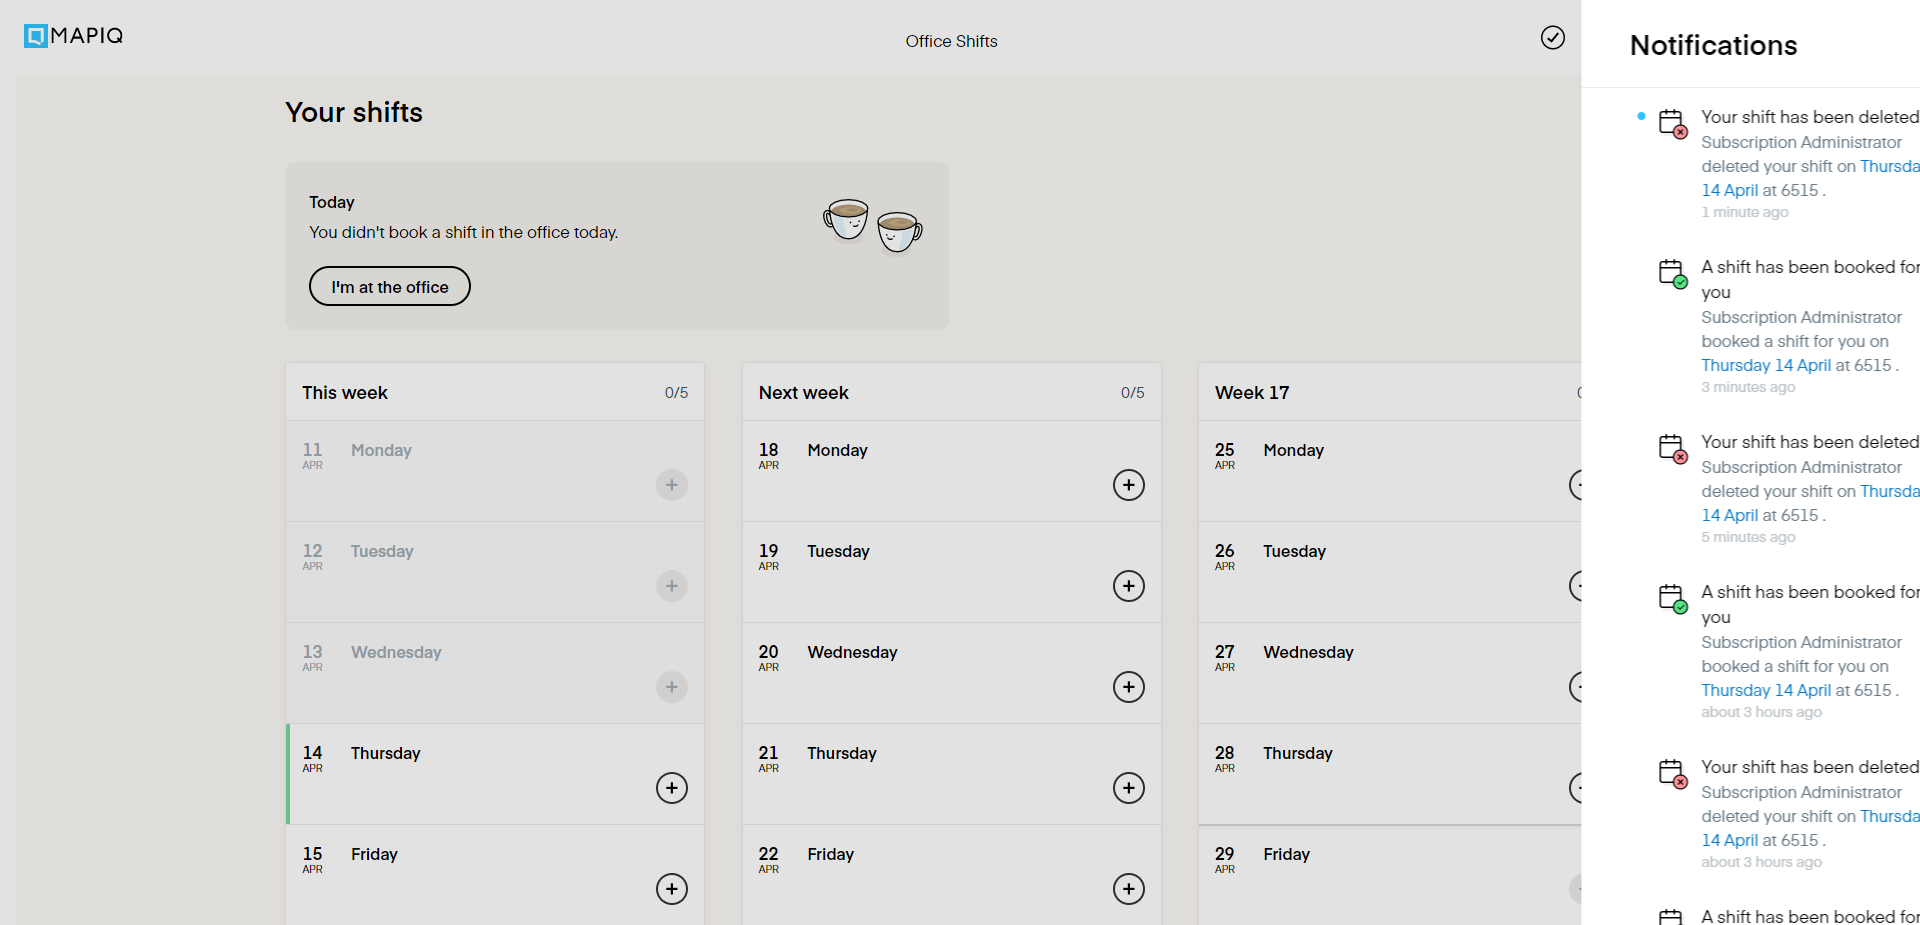 MAPIQ
Office Shifts
Your shifts
Today
You didn't book a shift in the office today.
I'm at the office
This week 0/5
11 Monday
APR
12 Tuesday
APR
13 Wednesday
APR
14 Thursday
APR
15 Friday
APR
Next week 0/5
18 Monday
APR
19 Tuesday
APR
20 Wednesday
APR
21 Thursday
APR
22 Friday
APR
Week 17
25 Monday
APR
26 Tuesday
APR
27 Wednesday
APR
28 Thursday
APR
29 Friday
APR
Notifications
Your shift has been deleted
Subscription Administrator
deleted your shift on Thursda
14 April at 6515 .
1 minute ago
A shift has been booked for
you
Subscription Administrator
booked a shift for you on
Thursday 14 April at 6515 .
3 minutes ago
Your shift has been deleted
Subscription Administrator
deleted your shift on Thursda
14 April at 6515 .
5 minutes ago
A shift has been booked for
you
Subscription Administrator
booked a shift for you on
Thursday 14 April at 6515 .
about 3 hours ago
Your shift has been deleted
Subscription Administrator
deleted your shift on Thursda
14 April at 6515 .
about 3 hours ago
A shift has been booked for